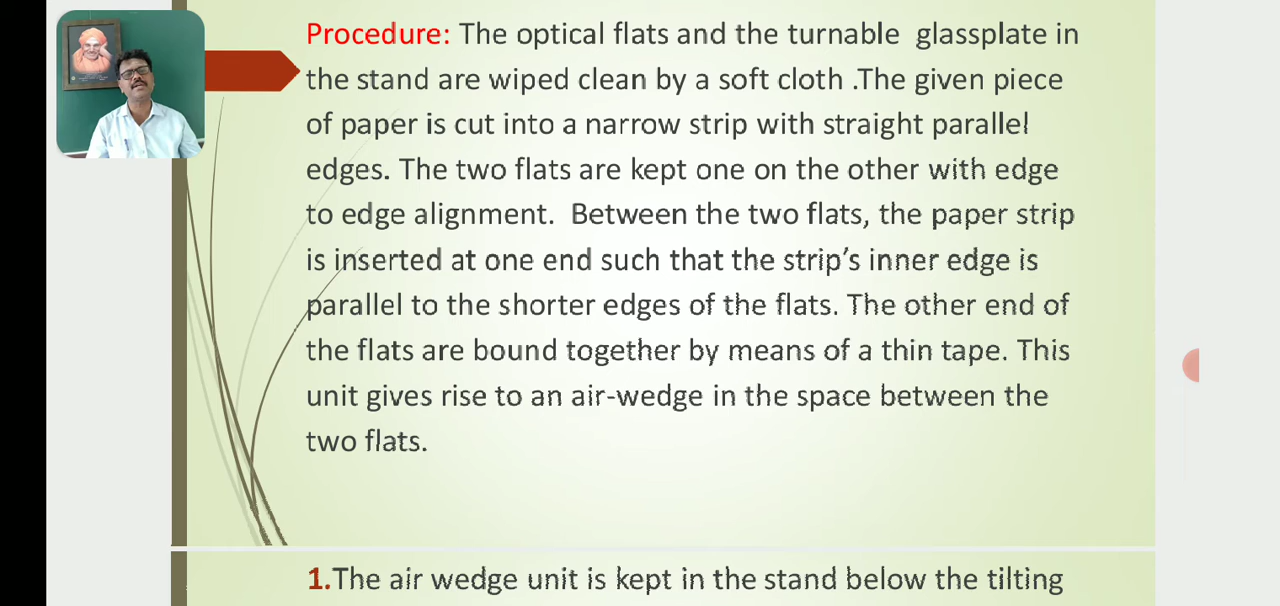 Procedure: The optical flats and the turnable glassplate in
the stand are wiped clean by a soft cloth .The given piece
of paper is cut into a narrow strip with straight parallel
edges. The two flats are kept one on the other with edge
to edge alignment. Between the two flats, the paper strip
is inserted at one end such that the strip’s inner edge is
parallel to the shorter edges of the flats. The other end of
the flats are bound together by means of a thin tape. This
unit gives rise to an air-wedge in the space between the
two flats.
1.The air wedge unit is kept in the stand below the tilting